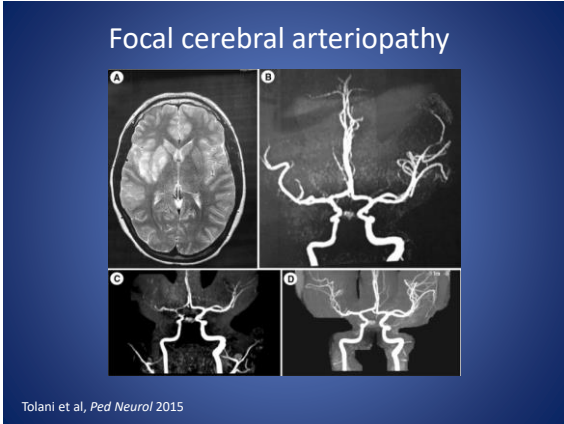 Focal cerebral arteriopathy
A
B
C
D
Tolani et al, Ped Neurol 2015